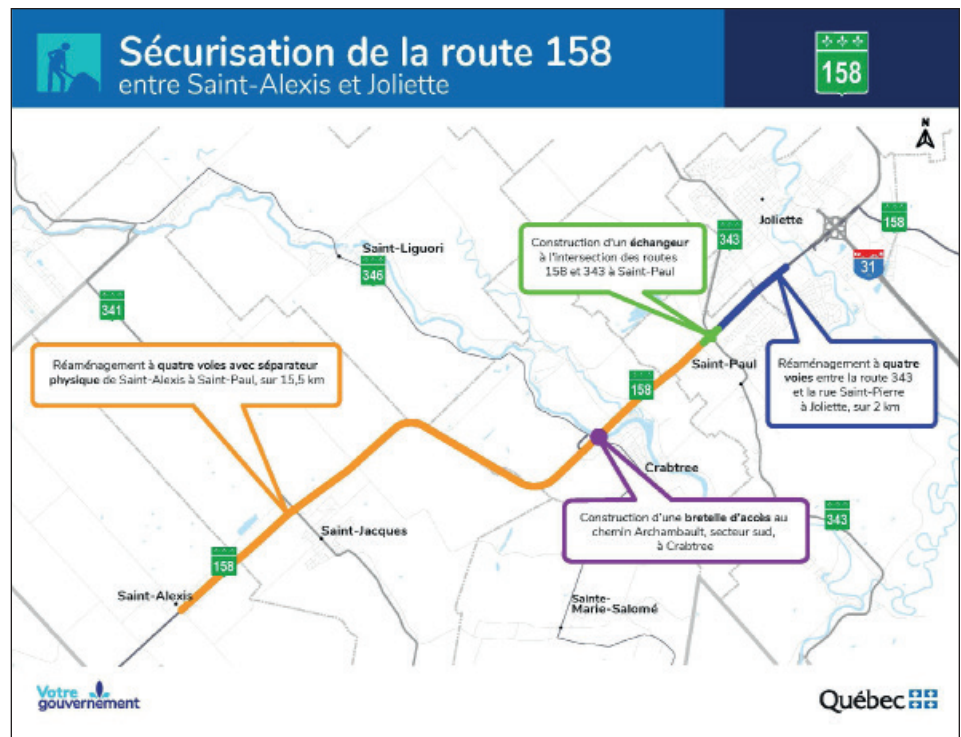 Sécurisation de la route 158
entre Saint-Alexis et Joliette
158
N
Joliette
343
158
31
Construction d'un échangeur
à l'intersection des routes
158 et 343 à Saint-Paul
Saint-Liguori
346
341
Réaménagement à quatre voies avec séparateur
physique de Saint-Alexis à Saint-Paul, sur 15,5 km
Saint-Paul
Réaménagement à quatre
voies entre la route 343
et la rue Saint-Pierre
à Joliette, sur 2 km
158
Crabtree
Construction d'une bretelle d'accès au
chemin Archambault, secteur sud,
à Crabtree
343
Saint-Jacques
158
Saint-Alexis
Sainte-
Marie-Salomé
Votre
gouvernement
Québec